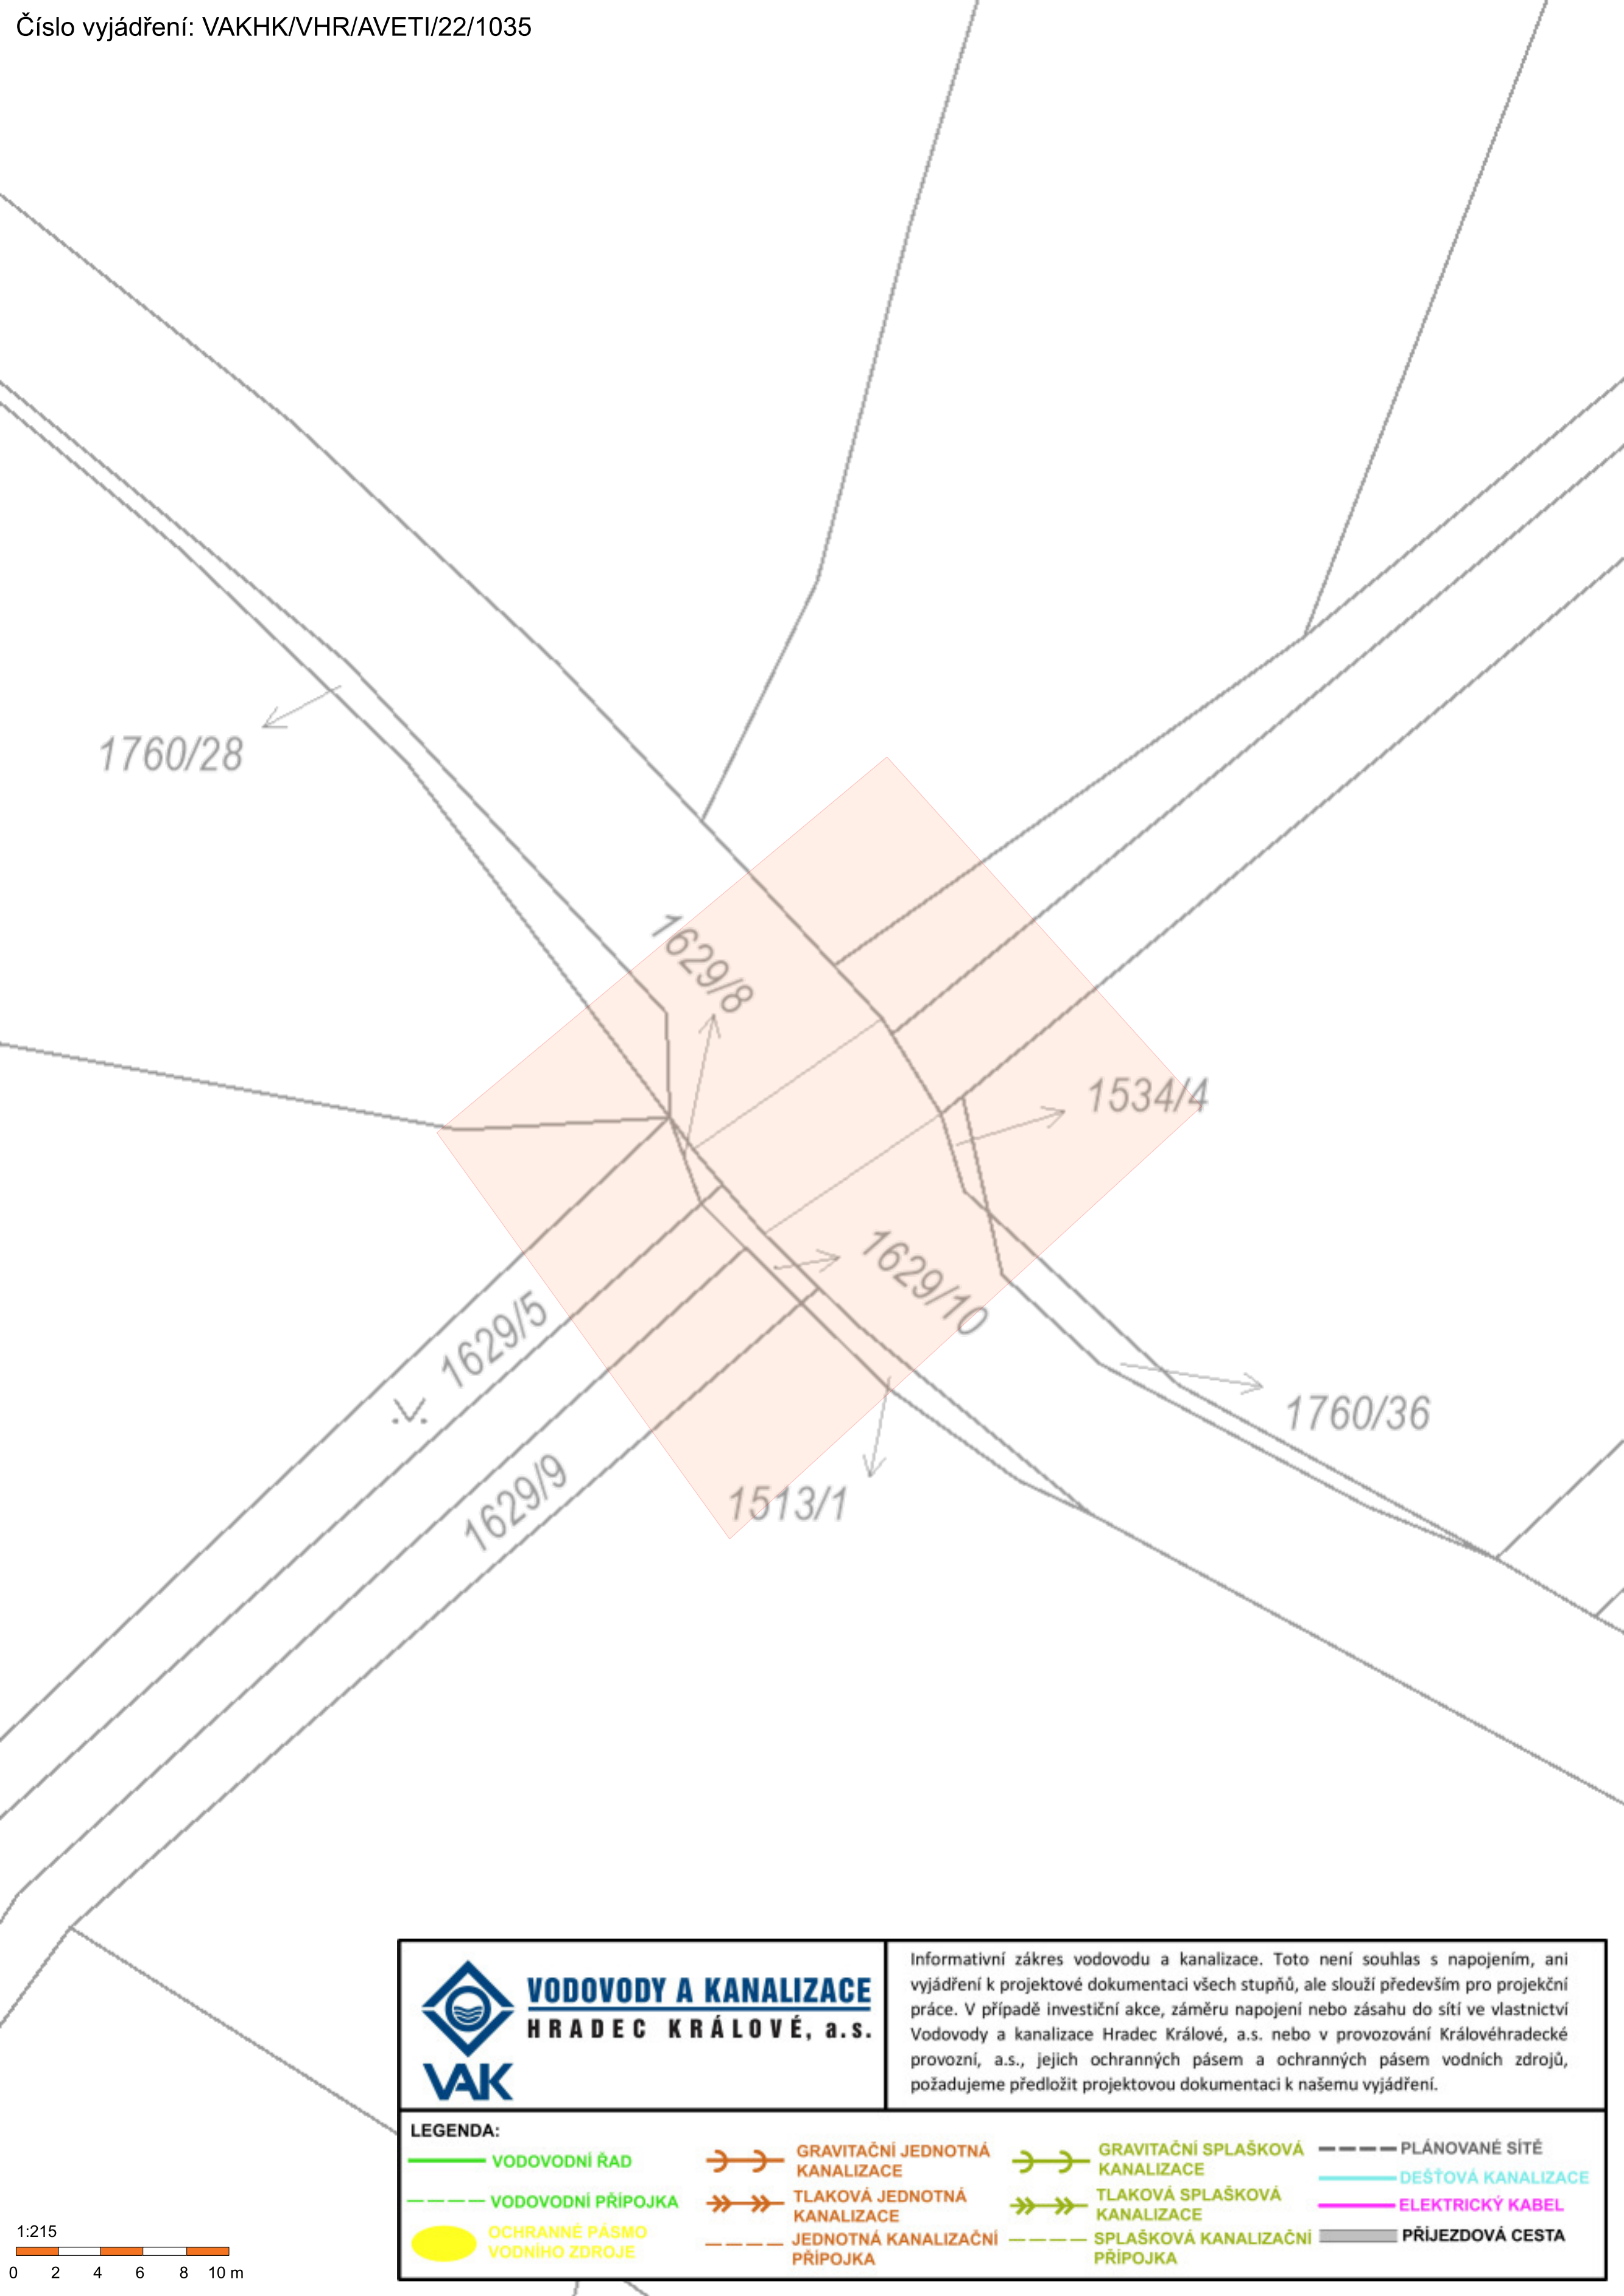 Číslo vyjádření: VAKHK/VHR/AVETI/22/1035
1760/28
1629/8
1534/4
1629/10
1629/5
1760/36
1629/9
1513/1
VODOVODY A KANALIZACE
HRADEC KRÁLOVÉ, a.s.
VAK
Informativní zákres vodovodu a kanalizace. Toto není souhlas s napojením, ani
vyjádření k projektové dokumentaci všech stupňů, ale slouží především pro projekční
práce. V případě investiční akce, záměru napojení nebo zásahu do sítí ve vlastnictví
Vodovody a kanalizace Hradec Králové, a.s. nebo v provozování Královéhradecké
provozní, a.s., jejich ochranných pásem a ochranných pásem vodních zdrojů,
požadujeme předložit projektovou dokumentaci k našemu vyjádření.
LEGENDA:
VODOVODNÍ ŘAD
VODOVODNÍ PŘÍPOJKA
OCHRANNÉ PÁSMO
VODNÍHO ZDROJE
GRAVITAČNÍ JEDNOTNÁ
KANALIZACE
TLAKOVÁ JEDNOTNÁ
KANALIZACE
JEDNOTNÁ KANALIZAČNÍ
PŘÍPOJKA
GRAVITAČNÍ SPLAŠKOVÁ
KANALIZACE
TLAKOVÁ SPLAŠKOVÁ
KANALIZACE
SPLAŠKOVÁ KANALIZAČNÍ
PŘÍPOJKA
PLÁNOVANÉ SÍTĚ
DEŠŤOVÁ KANALIZACE
ELEKTRICKÝ KABEL
PŘÍJEZDOVÁ CESTA
1:215
0 2 4 6 8 10 m